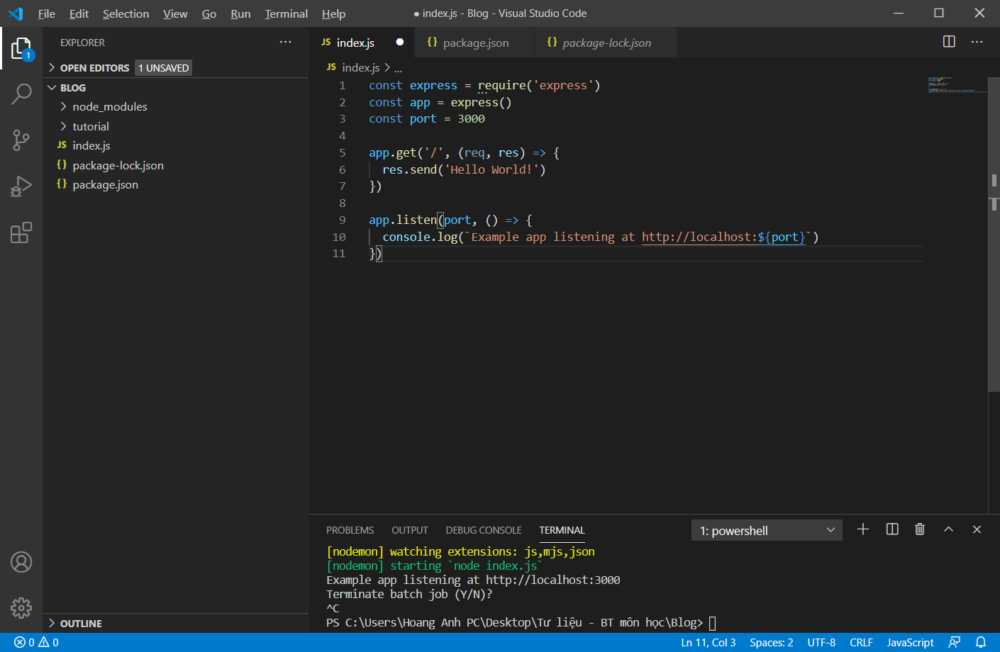 File Edit Selection View Go Run Terminal Help
● index.js - Blog - Visual Studio Code
1
EXPLORER
OPEN EDITORS 1 UNSAVED
BLOG
node_modules
tutorial
JS index.js
{} package-lock.json
{} package.json
OUTLINE
JS index.js ● {} package.json {} package-lock.json
JS index.js > ...
1 const express = require('express')
2 const app = express()
3 const port = 3000
4
5 app.get('/', (req, res) => {
6 res.send('Hello World!')
7 })
8
9 app.listen(port, () => {
10 console.log(`Example app listening at http://localhost:${port}`)
11 })
PROBLEMS OUTPUT DEBUG CONSOLE TERMINAL 1: powershell
[nodemon] watching extensions: js,mjs,json
[nodemon] starting `node index.js`
Example app listening at http://localhost:3000
Terminate batch job (Y/N)?
^C
PS C:\Users\Hoang Anh PC\Desktop\Tư liệu - BT môn học\Blog>
0 0 Ln 11, Col 3 Spaces: 2 UTF-8 CRLF JavaScript